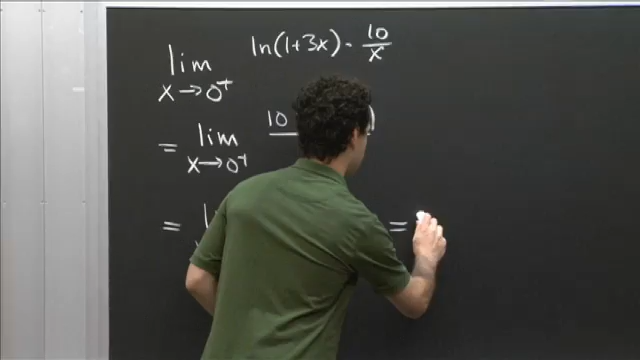 lim x→0⁺ ln(1+3x) · 10/x
= lim x→0⁺ 10 )
= =